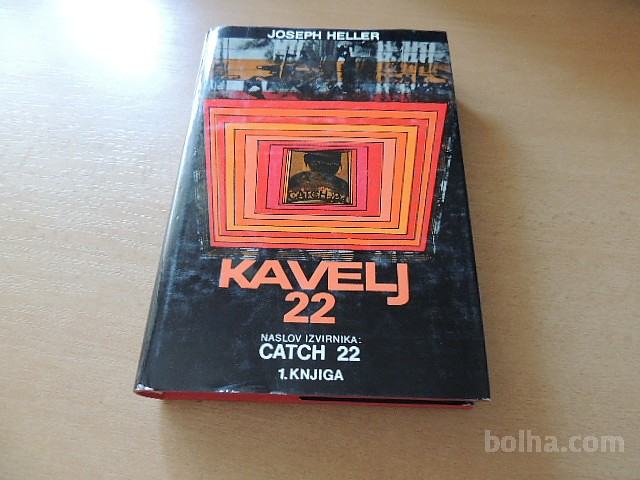 JOSEPH HELLER
CATCH 22
KAVELJ
22
NASLOV IZVIRNIKA:
CATCH 22
1. KNJIGA
bolha.com